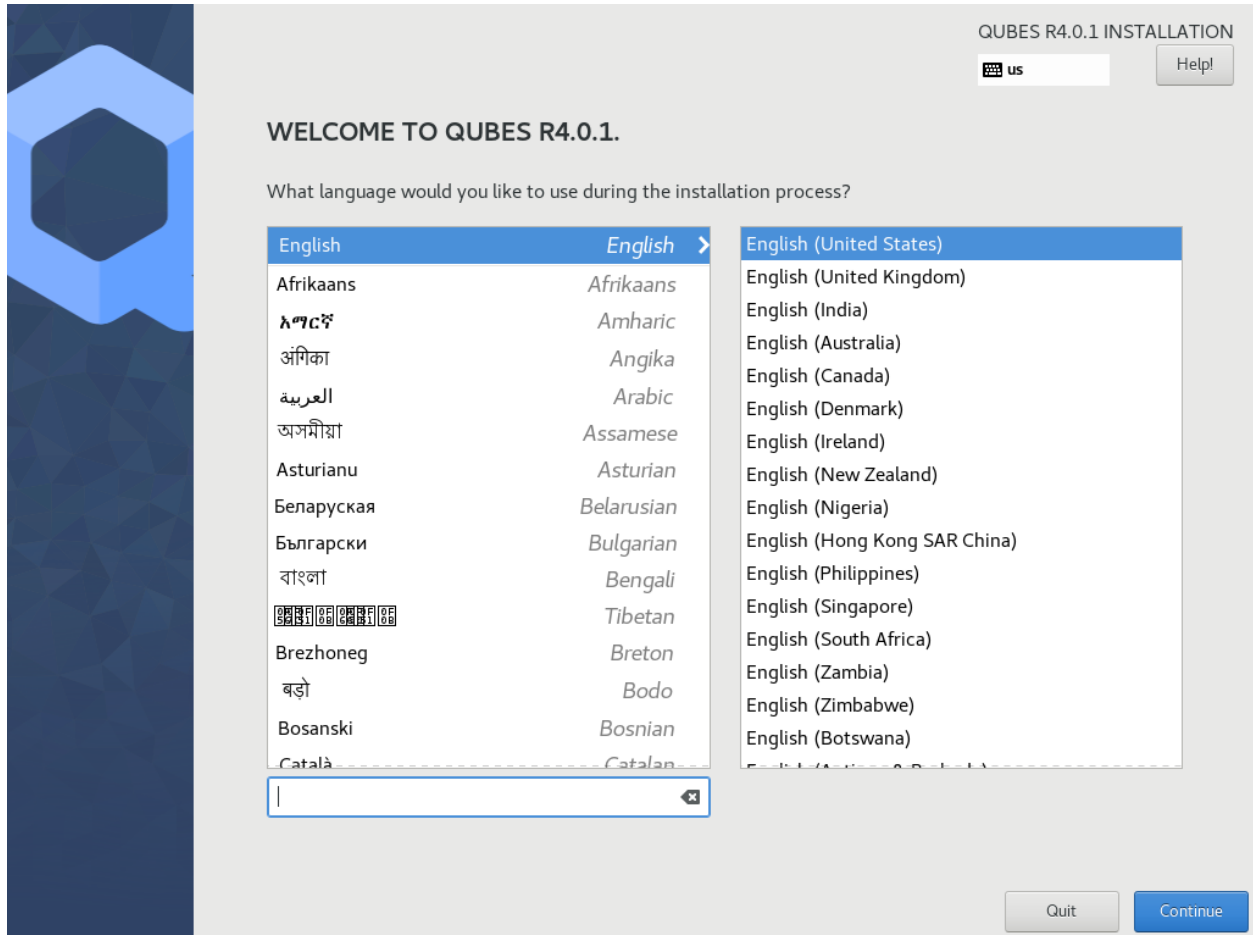 QUBES R4.0.1 INSTALLATION
us
Help!
WELCOME TO QUBES R4.0.1.
What language would you like to use during the installation process?
English English
Afrikaans Afrikaans
አማርኛ Amharic
अंगिका Angika
العربية Arabic
অসমীয়া Assamese
Asturianu Asturian
Беларуская Belarusian
Български Bulgarian
বাংলা Bengali
Tibetan
Brezhoneg Breton
बड़ो Bodo
Bosanski Bosnian
Català Catalan
English (United States)
English (United Kingdom)
English (India)
English (Australia)
English (Canada)
English (Denmark)
English (Ireland)
English (New Zealand)
English (Nigeria)
English (Hong Kong SAR China)
English (Philippines)
English (Singapore)
English (South Africa)
English (Zambia)
English (Zimbabwe)
English (Botswana)
Quit
Continue